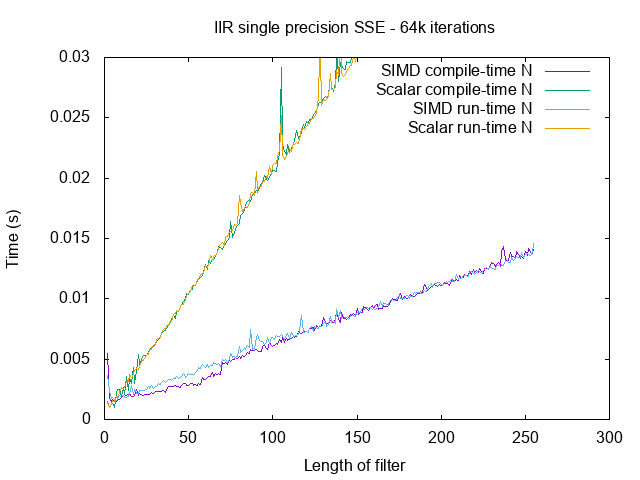 IIR single precision SSE - 64k iterations
0.03
0.025
0.02
0.015
0.01
0.005
0
Time (s)
SIMD compile-time N
Scalar compile-time N
SIMD run-time N
Scalar run-time N
0 50 100 150 200 250 300
Length of filter